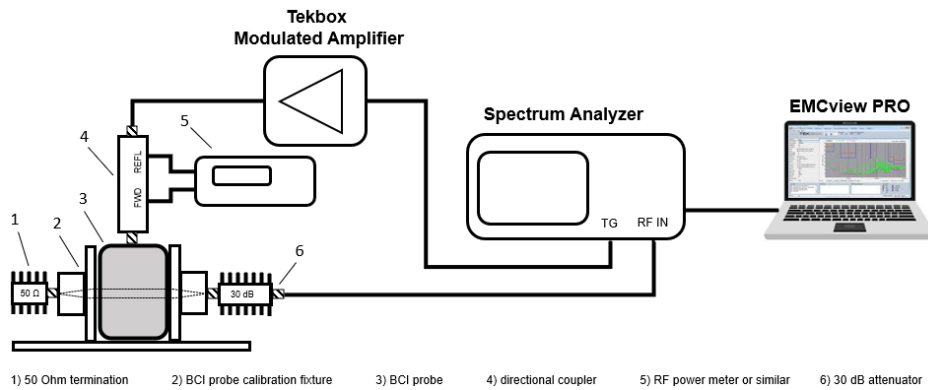 Tekbox
Modulated Amplifier
4
5
REFL
FWD
Spectrum Analyzer
TG
RF IN
EMCview PRO
1
2
3
6
50 Ω
30 dB
1) 50 Ohm termination
2) BCI probe calibration fixture
3) BCI probe
4) directional coupler
5) RF power meter or similar
6) 30 dB attenuator